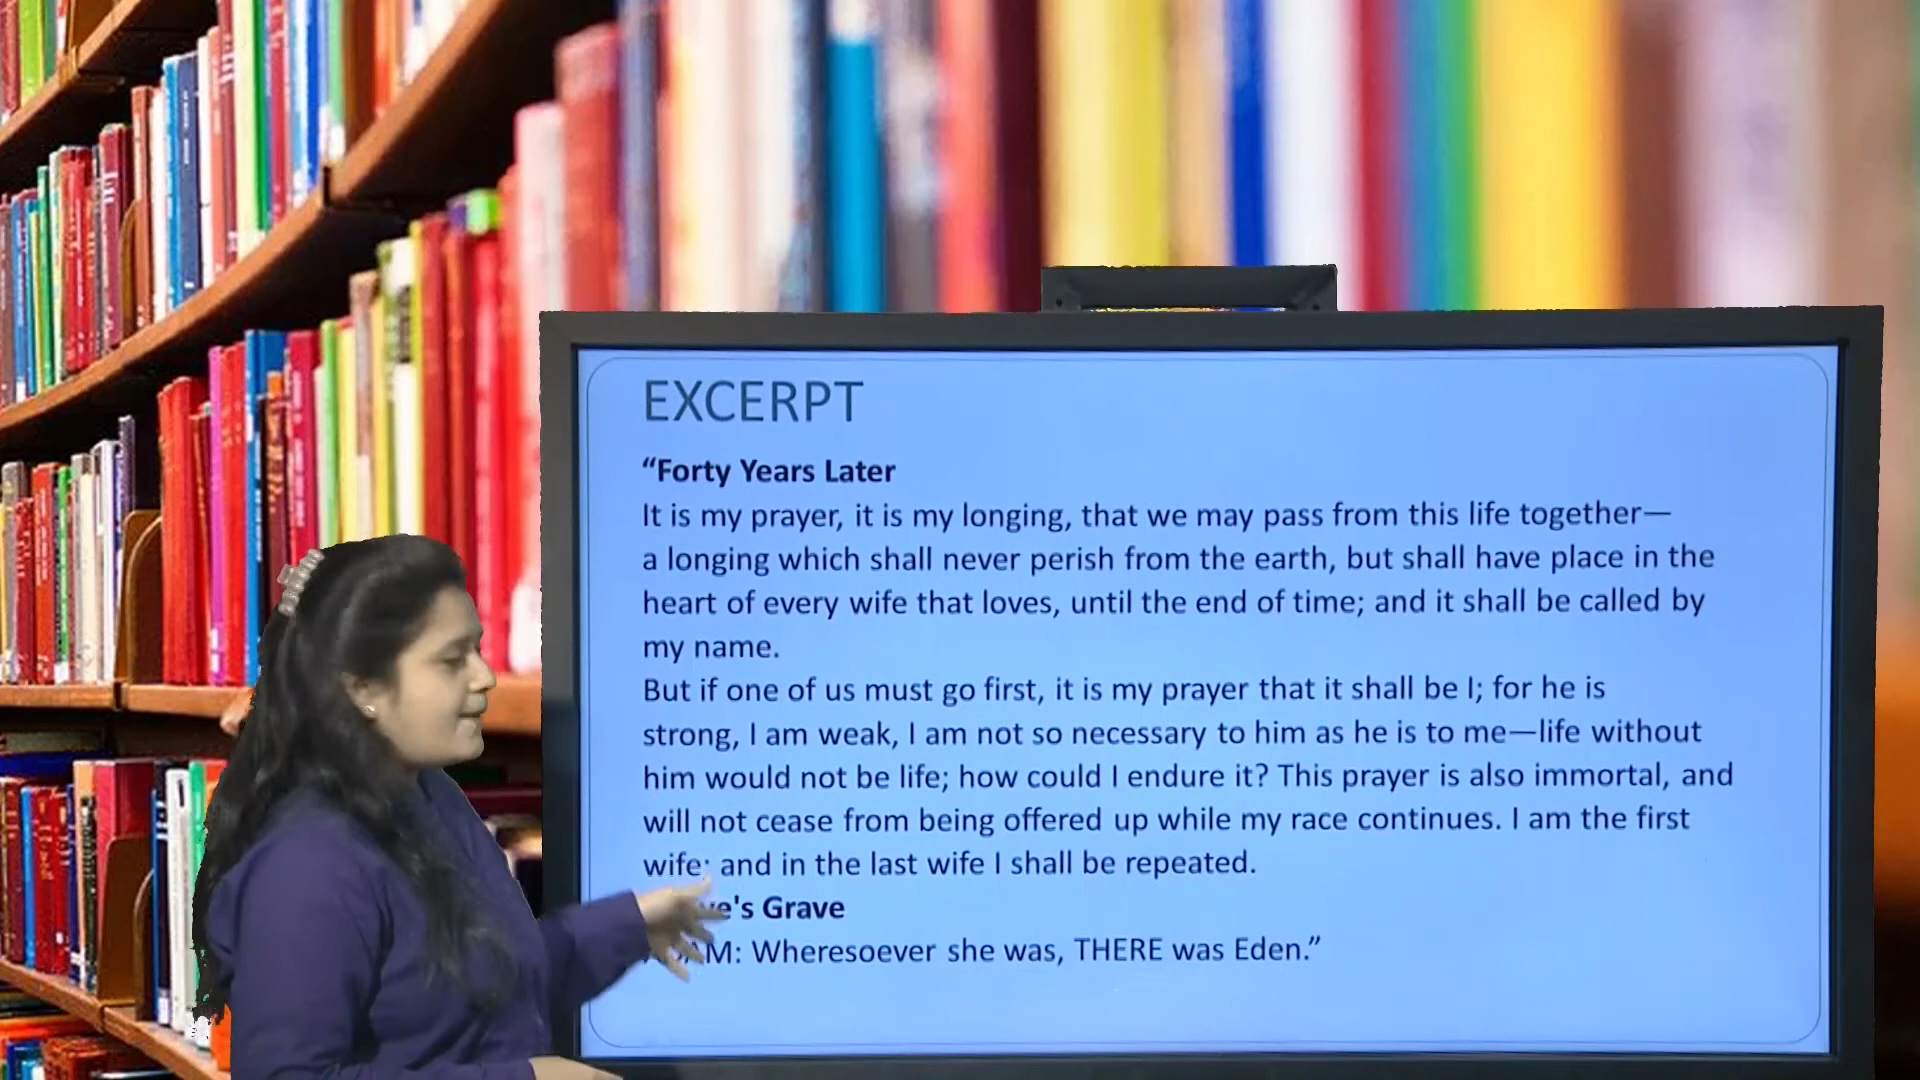 EXCERPT
“Forty Years Later
It is my prayer, it is my longing, that we may pass from this life together—
a longing which shall never perish from the earth, but shall have place in the
heart of every wife that loves, until the end of time; and it shall be called by
my name.
But if one of us must go first, it is my prayer that it shall be I; for he is
strong, I am weak, I am not so necessary to him as he is to me—life without
him would not be life; how could I endure it? This prayer is also immortal, and
will not cease from being offered up while my race continues. I am the first
wife; and in the last wife I shall be repeated.
Grave
Wheresoever she was, THERE was Eden.”